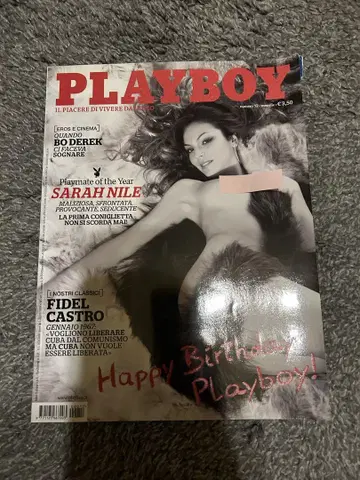 PLAYBOY
IL PIACERE DI VIVERE DA
€ 3,50
[EROS E CINEMA]
QUANDO
BO DEREK
CI FACEVA
SOGNARE
Playmate of the Year
SARAH NILE
MALIZIOSA, SFRONTATA,
PROVOCANTE, SEDUCENTE
LA PRIMA CONIGLIETTA
NON SI SCORDA MAI!
[I NOSTRI CLASSICI]
FIDEL
CASTRO
GENNAIO 1967:
«VOGLIONO LIBERARE
CUBA DAL COMUNISMO
MA CUBA NON VUOLE
ESSERE LIBERATA»
Happy Birthday
Playboy!